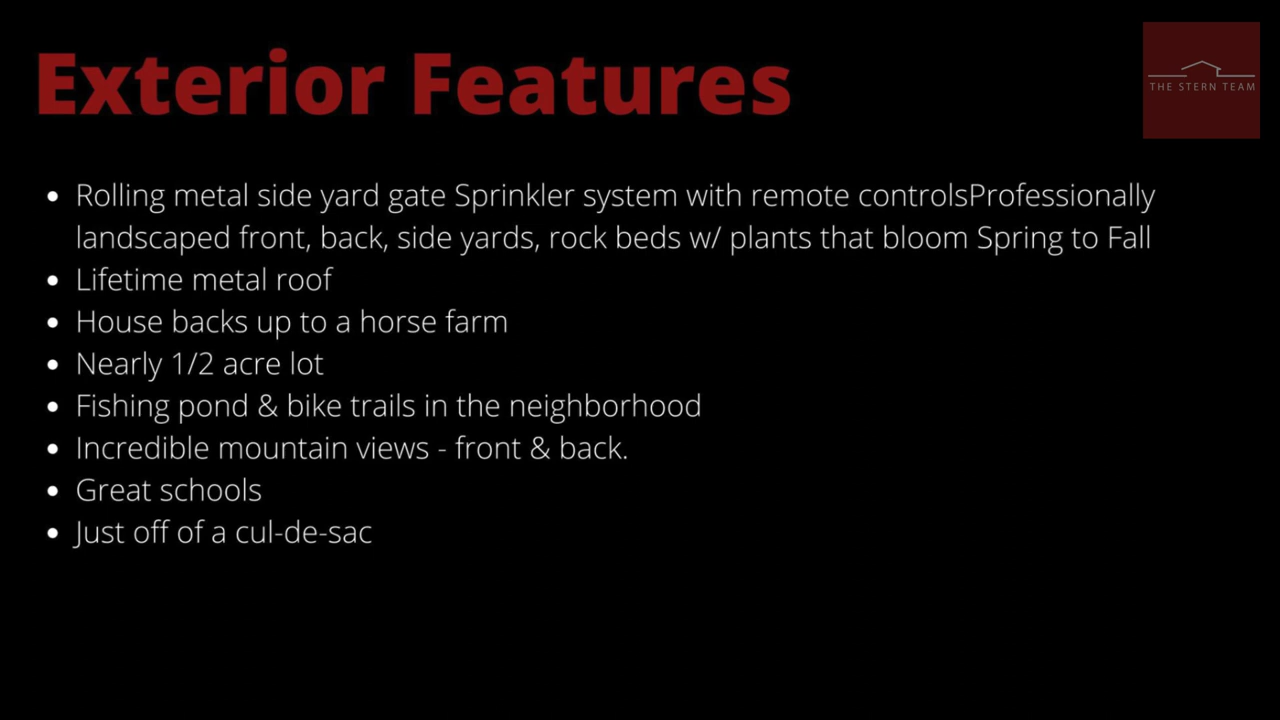 Exterior Features
THE STERN TEAM
• Rolling metal side yard gate Sprinkler system with remote controlsProfessionally
landscaped front, back, side yards, rock beds w/ plants that bloom Spring to Fall
• Lifetime metal roof
• House backs up to a horse farm
• Nearly 1/2 acre lot
• Fishing pond & bike trails in the neighborhood
• Incredible mountain views - front & back.
• Great schools
• Just off of a cul-de-sac